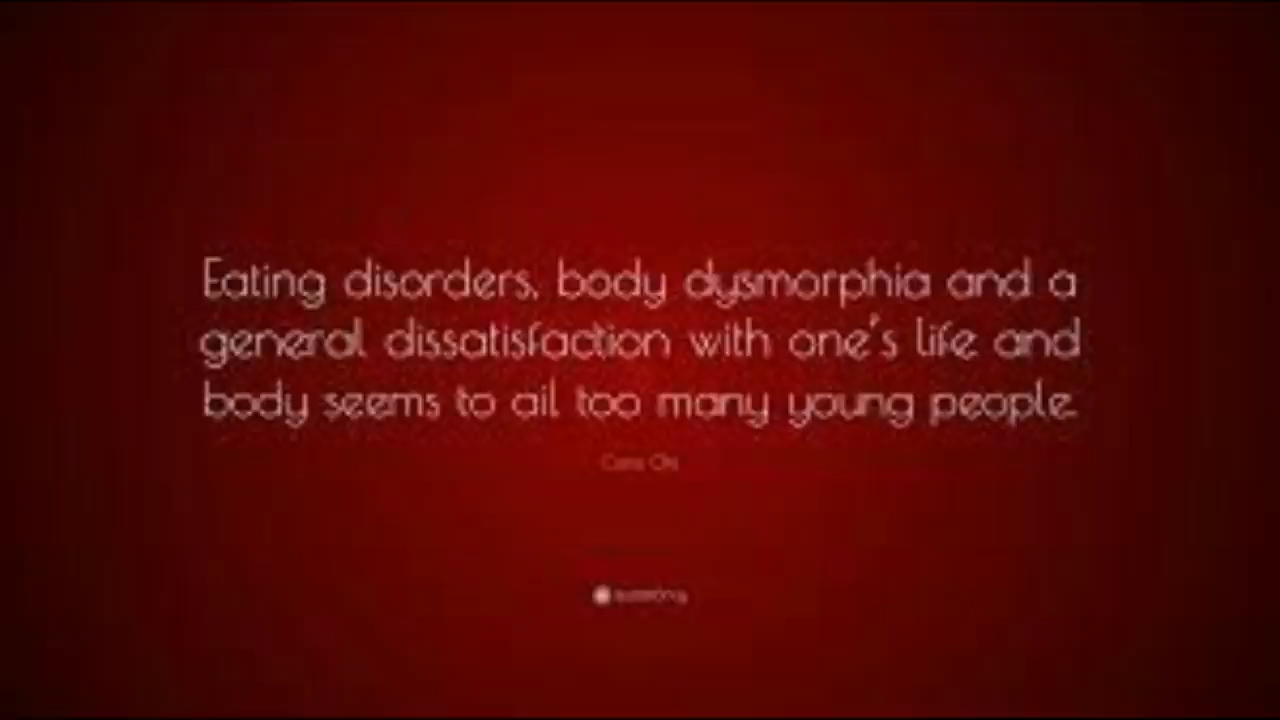 Eating disorders, body dysmorphia and a
general dissatisfaction with one's life and
body seems to ail too many young people.